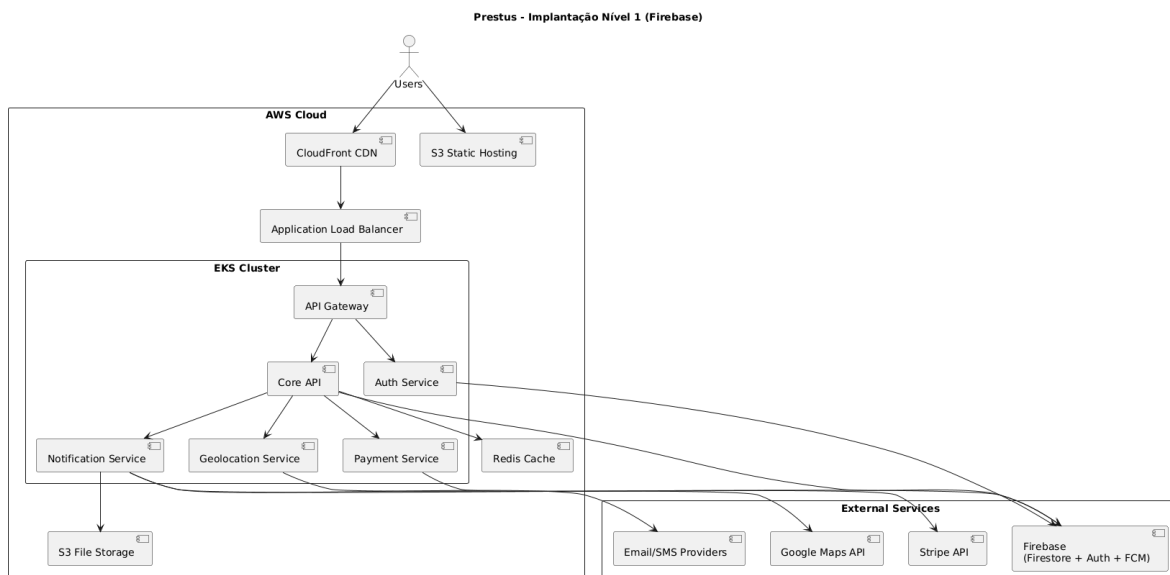 Prestus - Implantação Nível 1 (Firebase)
Users
AWS Cloud
CloudFront CDN
S3 Static Hosting
Application Load Balancer
EKS Cluster
API Gateway
Core API
Auth Service
Notification Service
Geolocation Service
Payment Service
Redis Cache
External Services
S3 File Storage
Email/SMS Providers
Google Maps API
Stripe API
Firebase
(Firestore + Auth + FCM)